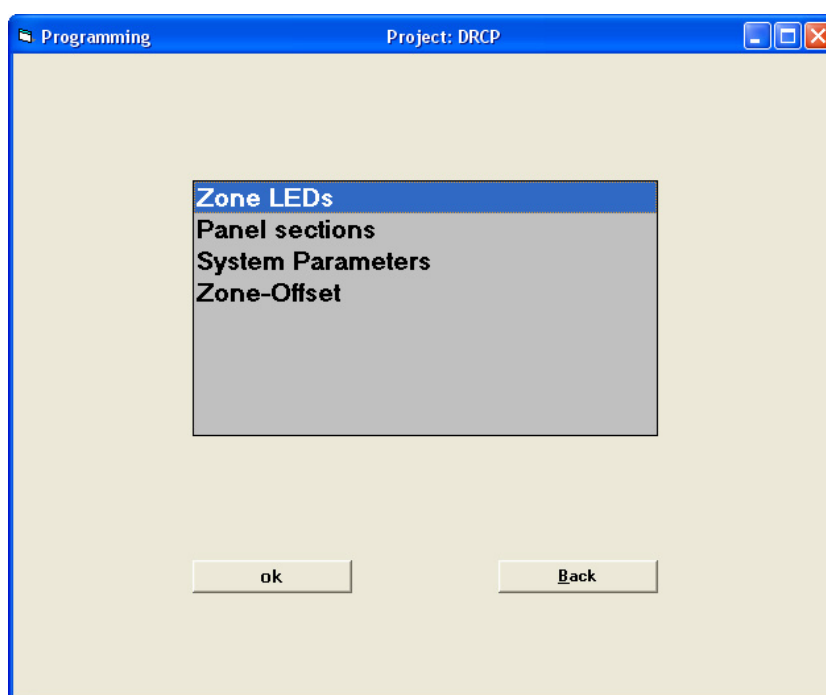 Programming Project: DRCP
Zone LEDs
Panel sections
System Parameters
Zone-Offset
ok Back